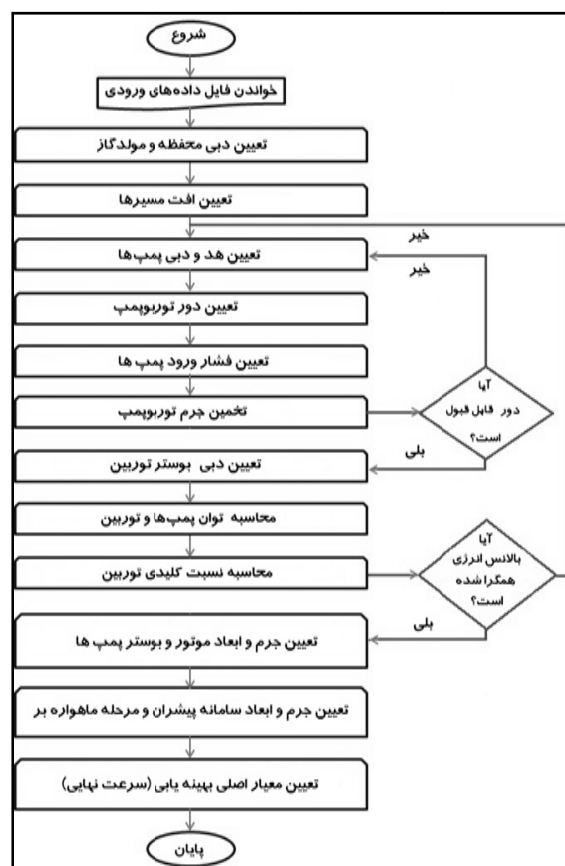 شروع
خواندن فایل داده‌های ورودی
تعیین دبی محفظه و مولدگاز
تعیین افت مسیرها
خیر
تعیین هد و دبی پمپ‌ها
خیر
تعیین دور توربوپمپ
تعیین فشار ورود پمپ ها
تخمین جرم توربوپمپ
آیا
دور قابل قبول
است؟
بلی
تعیین دبی بوستر توربین
محاسبه توان پمپ‌ها و توربین
محاسبه نسبت کلیدی توربین
آیا
بالانس انرژی
همگرا شده
است؟
بلی
تعیین جرم و ابعاد موتور و بوستر پمپ ها
تعیین جرم و ابعاد سامانه پیشران و مرحله ماهواره بر
تعیین معیار اصلی بهینه یابی (سرعت نهایی)
پایان